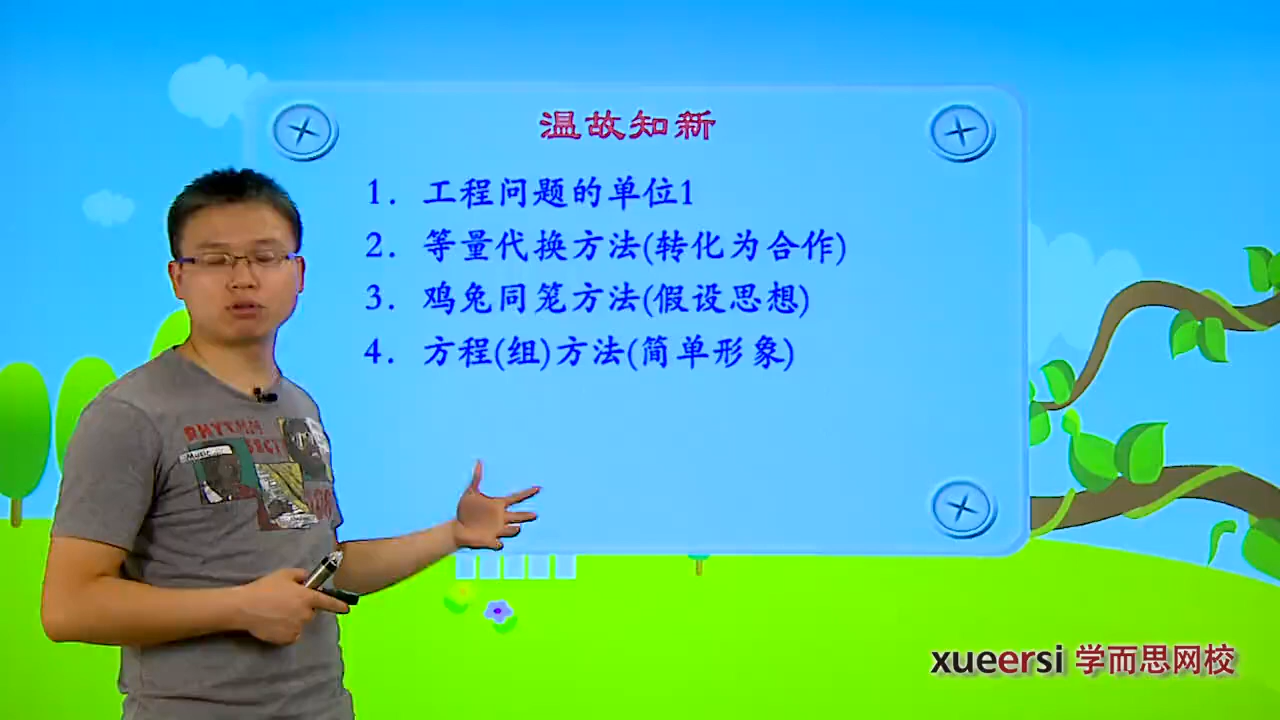 温故知新
1. 工程问题的单位1
2. 等量代换方法(转化为合作)
3. 鸡兔同笼方法(假设思想)
4. 方程(组)方法(简单形象)
Music
xueersi 学而思网校